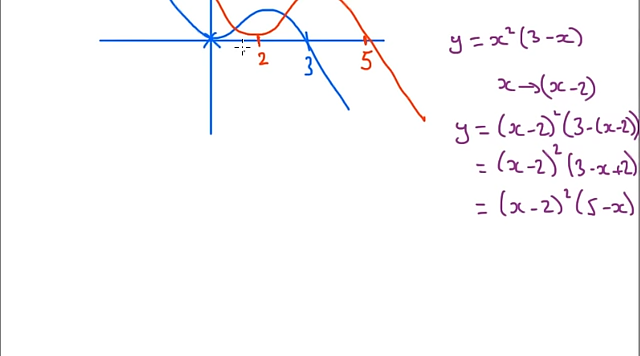 y = x²(3-x)
x→(x-2)
2 3 5
y = (x-2)²(3-(x-2))
= (x-2)²(3-x+2)
= (x-2)²(5-x)